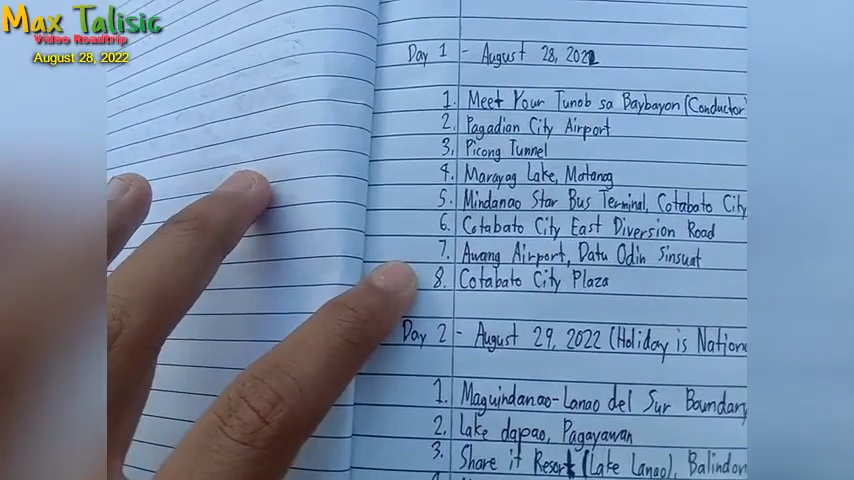 Max Talisic
Video Roadtrip
August 28, 2022
Day 1 - August 28, 2022
1. Meet Your Tunob sa Baybayon (Conductor
2. Pagadian City Airport
3. Picong Tunnel
4. Marayag Lake, Matanog
5. Mindanao Star Bus Terminal, Cotabato City
6. Cotabato City East Diversion Road
7. Awang Airport, Datu Odin Sinsuat
8. Cotabato City Plaza
Day 2 - August 29, 2022 (Holiday is Nationa
1. Maguindanao-Lanao del Sur Boundary
2. Lake dapao, Pagayawan
3. Share it Resort (Lake Lanao), Balindon